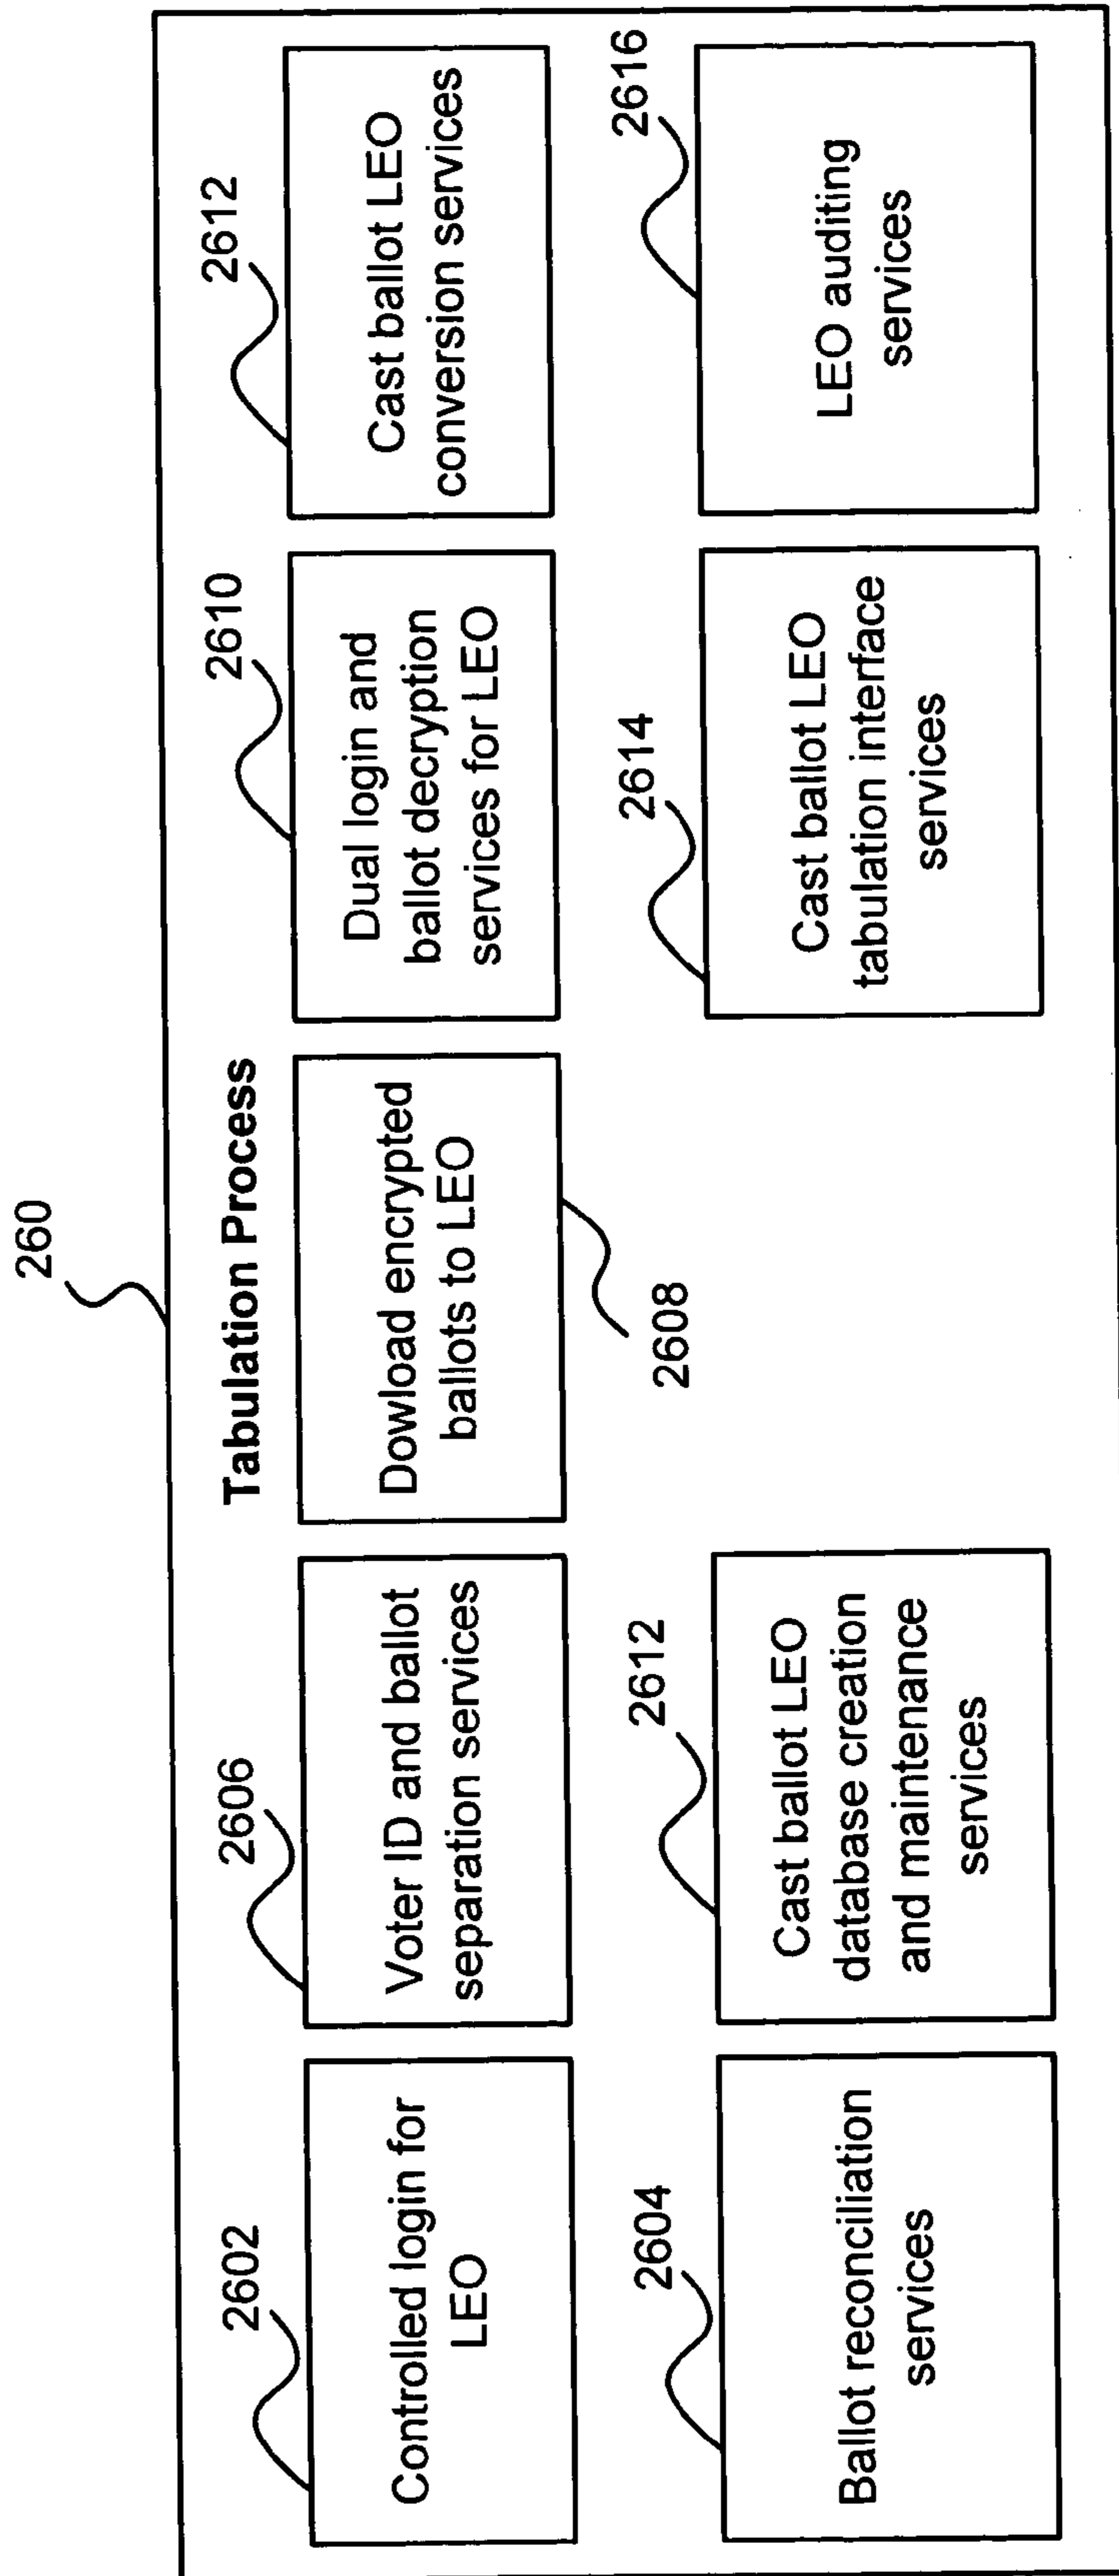 260
Tabulation Process
2602
Controlled login for
LEO
2606
Voter ID and ballot
separation services
Dowload encrypted
ballots to LEO
2608
2610
Dual login and
ballot decryption
services for LEO
2612
Cast ballot LEO
conversion services
2604
Ballot reconciliation
services
2612
Cast ballot LEO
database creation
and maintenance
services
2614
Cast ballot LEO
tabulation interface
services
2616
LEO auditing
services